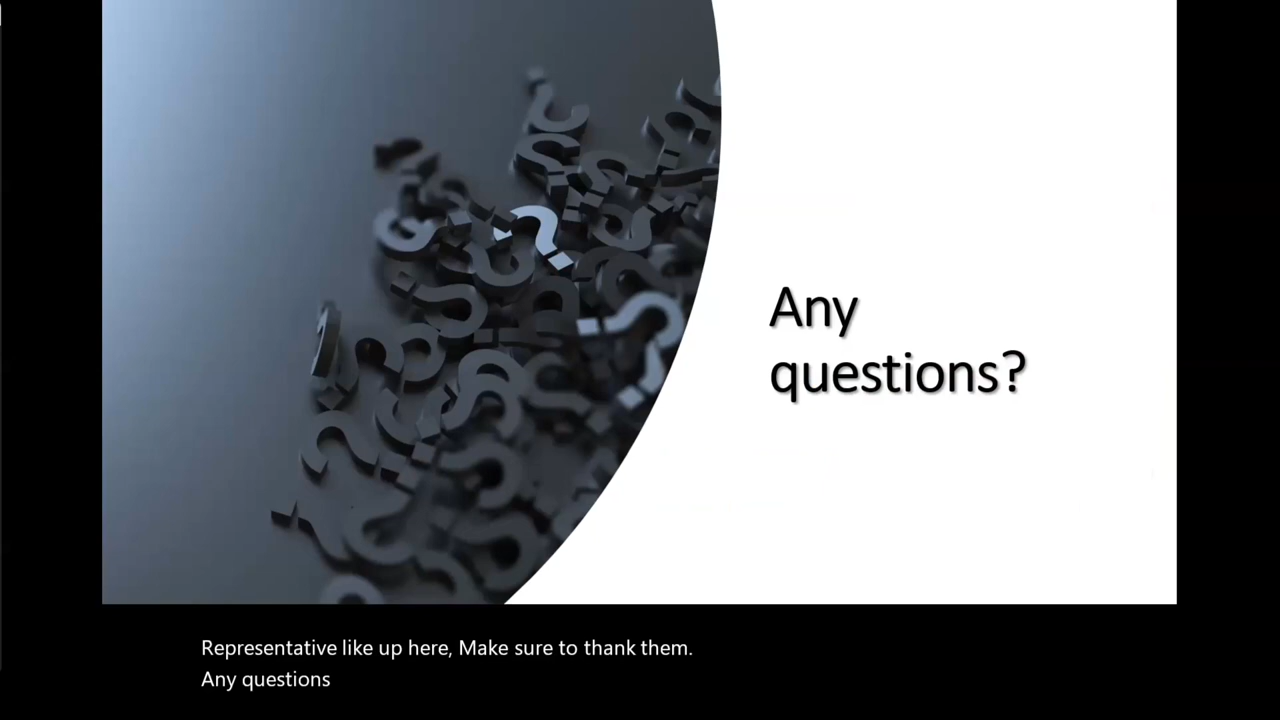 Any
questions?
Representative like up here, Make sure to thank them.
Any questions